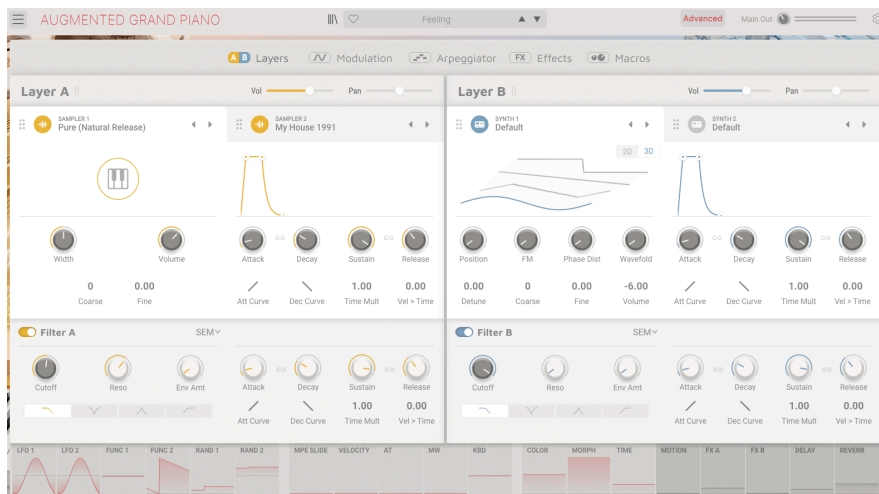 AUGMENTED GRAND PIANO
Feeling
Advanced
Main Out
A B Layers
Modulation
Arpeggiator
FX Effects
Macros
Layer A
Vol
Pan
Layer B
Vol
Pan
SAMPLER 1
Pure (Natural Release)
SAMPLER 2
My House 1991
SYNTH 1
Default
SYNTH 2
Default
2D 3D
Width Volume
Attack Decay Sustain Release
Position FM Phase Dist Wavefold
Attack Decay Sustain Release
0 0.00
Coarse Fine
1.00 0.00
Att Curve Dec Curve Time Mult Vel > Time
0.00 0 0.00 -6.00
Detune Coarse Fine Volume
1.00 0.00
Att Curve Dec Curve Time Mult Vel > Time
Filter A SEM
Filter B SEM
Cutoff Reso Env Amt
Attack Decay Sustain Release
Cutoff Reso Env Amt
Attack Decay Sustain Release
1.00 0.00
Att Curve Dec Curve Time Mult Vel > Time
1.00 0.00
Att Curve Dec Curve Time Mult Vel > Time
LFO 1 LFO 2 FUNC 1 FUNC 2 RAND 1 RAND 2 MPE SLIDE VELOCITY AT MW KBD COLOR MORPH TIME MOTION FX A FX B DELAY REVERB